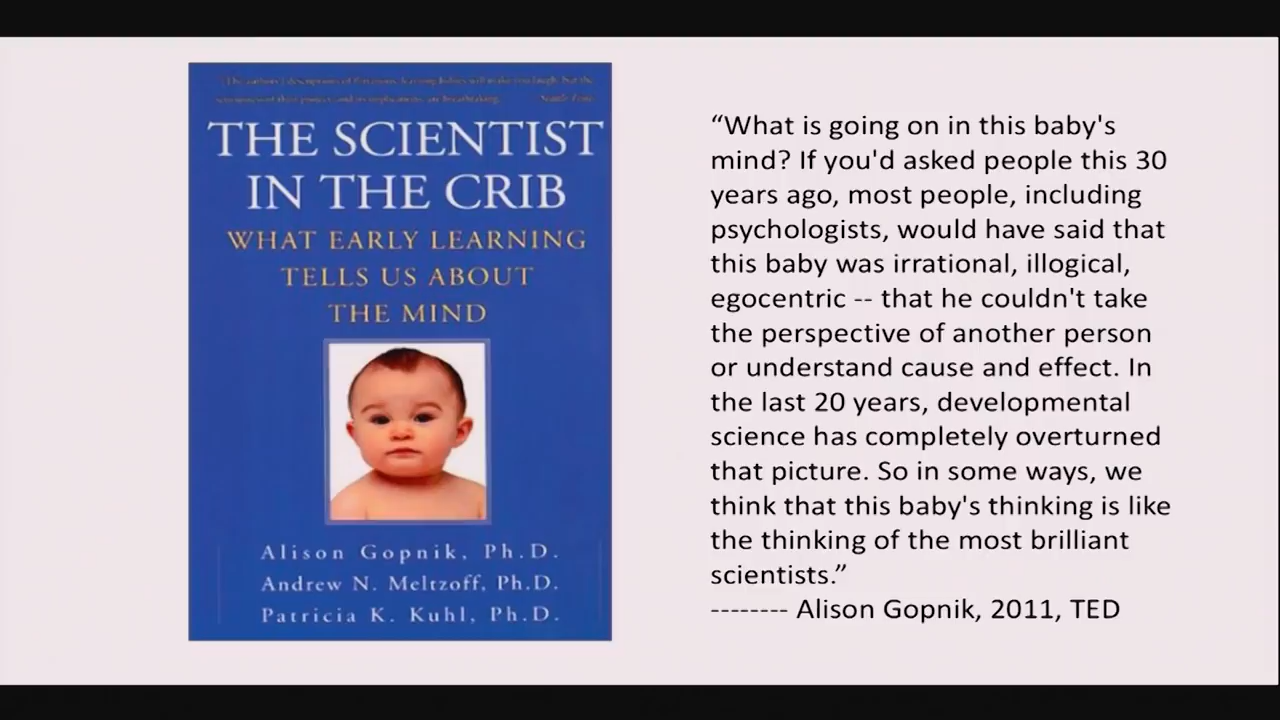 THE SCIENTIST
IN THE CRIB
WHAT EARLY LEARNING
TELLS US ABOUT
THE MIND
Alison Gopnik, Ph.D.
Andrew N. Meltzoff, Ph.D.
Patricia K. Kuhl, Ph.D.
“What is going on in this baby's
mind? If you'd asked people this 30
years ago, most people, including
psychologists, would have said that
this baby was irrational, illogical,
egocentric -- that he couldn't take
the perspective of another person
or understand cause and effect. In
the last 20 years, developmental
science has completely overturned
that picture. So in some ways, we
think that this baby's thinking is like
the thinking of the most brilliant
scientists.”
-------- Alison Gopnik, 2011, TED